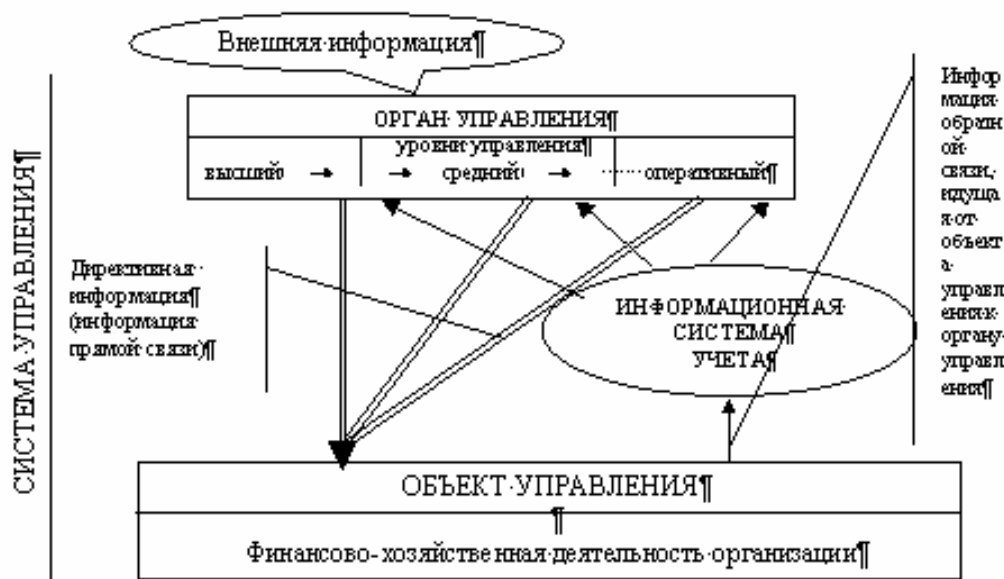 Внешняя·информация¶
СИСТЕМА·УПРАВЛЕНИЯ¶
ОРГАН·УПРАВЛЕНИЯ¶
уровни·управления¶
высший → → средний → ······оперативный¶
Директивная·
информация¶
(информация·
прямой·связи)¶
ИНФОРМАЦИОННАЯ·
СИСТЕМА¶
УЧЕТА¶
Инфор
мация·
обратн
ой·
связи,·
идуща
я·от·
объект
а·
управл
ения·к·
органу·
управл
ения¶
ОБЪЕКТ·УПРАВЛЕНИЯ¶
¶
Финансово-хозяйственная·деятельность·организации¶